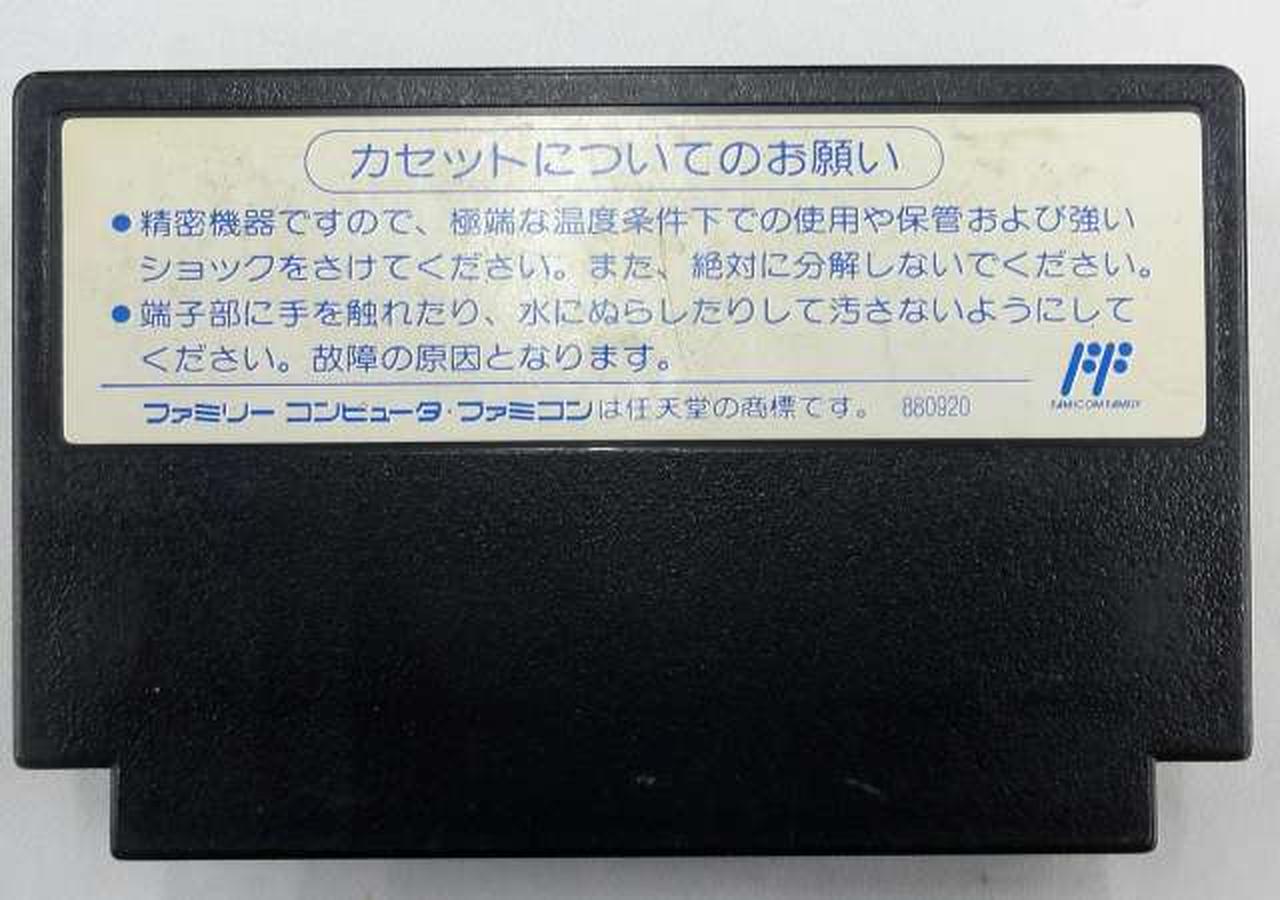 カセットについてのお願い
●精密機器ですので、極端な温度条件下での使用や保管および強い
ショックをさけてください。また、絶対に分解しないでください。
●端子部に手を触れたり、水にぬらしたりして汚さないようにして
ください。故障の原因となります。
ファミリー コンピュータ・ファミコンは任天堂の商標です。 880920
FAMICOM FAMILY